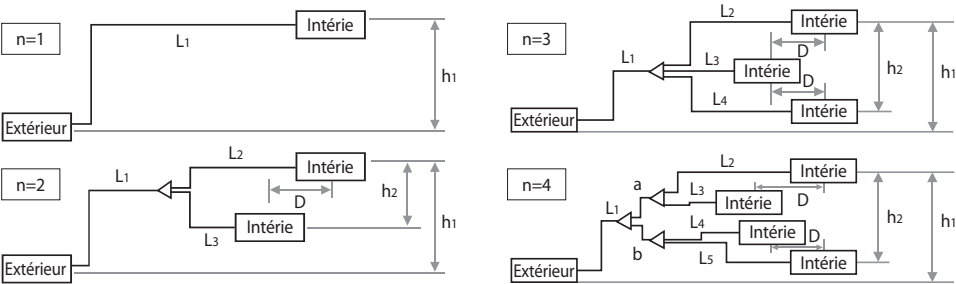 n=1
Intérie
L1
h1
Extérieur
n=2
L1
L2
Intérie
D
h2
h1
L3
Intérie
Extérieur
n=3
L2
Intérie
D
L1
L3
Intérie
h2
h1
D
L4
Intérie
Extérieur
n=4
L2
Intérie
a
L3
D
Intérie
L1
h2
h1
L4
Intérie
D
b
L5
Intérie
Extérieur